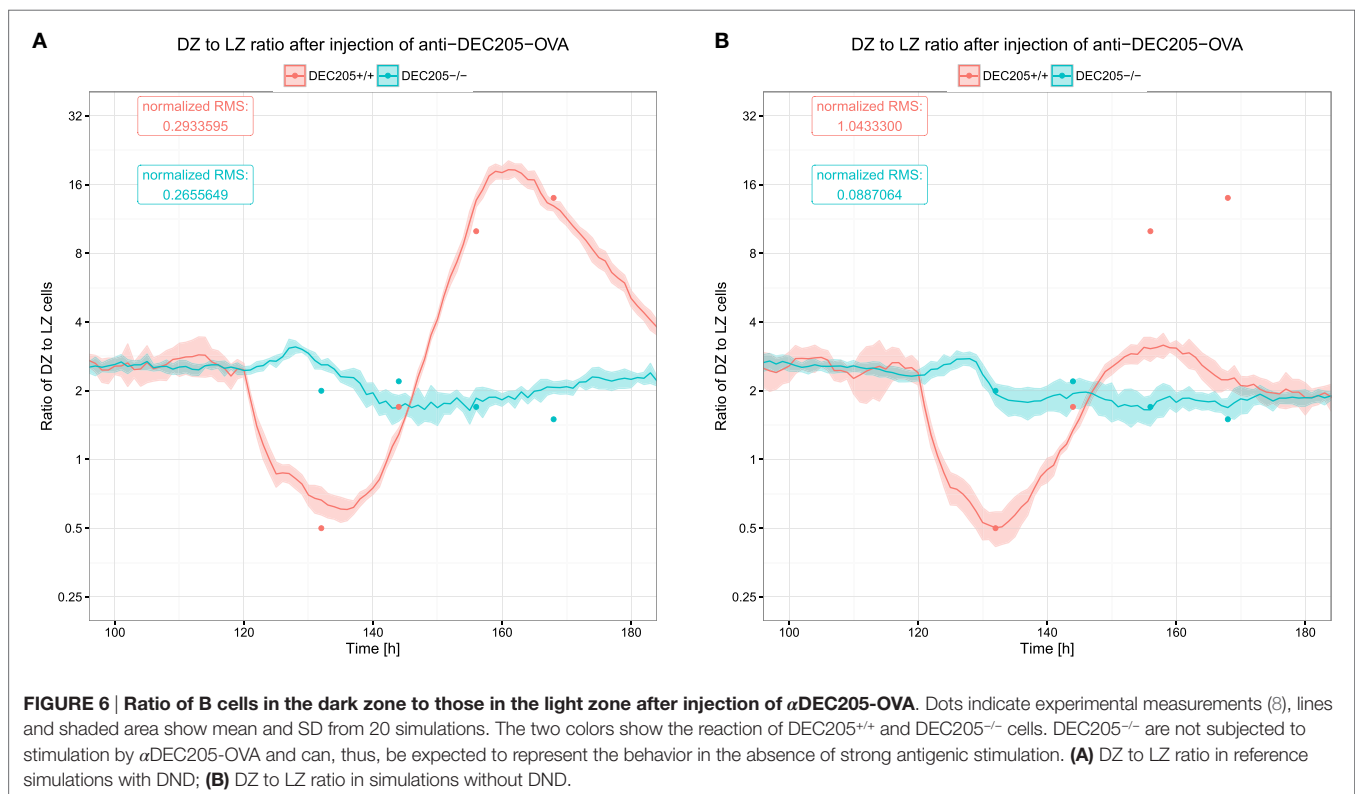 A
DZ to LZ ratio after injection of anti−DEC205−OVA
DEC205+/+ DEC205−/−
normalized RMS:
0.2933595
normalized RMS:
0.2655649
32
16
8
4
2
1
0.5
0.25
Ratio of DZ to LZ cells
100 120 140 160 180
Time [h]
B
DZ to LZ ratio after injection of anti−DEC205−OVA
DEC205+/+ DEC205−/−
normalized RMS:
1.0433300
normalized RMS:
0.0887064
32
16
8
4
2
1
0.5
0.25
Ratio of DZ to LZ cells
100 120 140 160 180
Time [h]
FIGURE 6 | Ratio of B cells in the dark zone to those in the light zone after injection of αDEC205-OVA. Dots indicate experimental measurements (8), lines
and shaded area show mean and SD from 20 simulations. The two colors show the reaction of DEC205+/+ and DEC205−/− cells. DEC205−/− are not subjected to
stimulation by αDEC205-OVA and can, thus, be expected to represent the behavior in the absence of strong antigenic stimulation. (A) DZ to LZ ratio in reference
simulations with DND; (B) DZ to LZ ratio in simulations without DND.